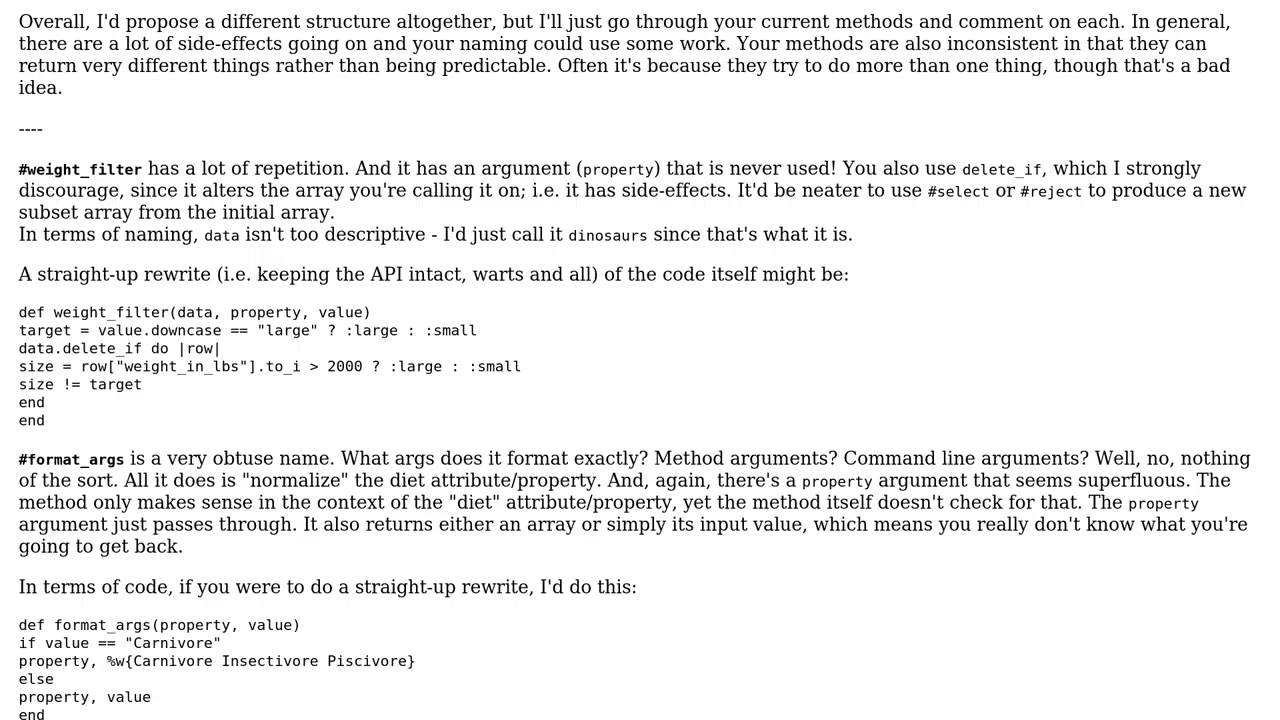 Overall, I'd propose a different structure altogether, but I'll just go through your current methods and comment on each. In general,
there are a lot of side-effects going on and your naming could use some work. Your methods are also inconsistent in that they can
return very different things rather than being predictable. Often it's because they try to do more than one thing, though that's a bad
idea.
----
#weight_filter has a lot of repetition. And it has an argument (property) that is never used! You also use delete_if, which I strongly
discourage, since it alters the array you're calling it on; i.e. it has side-effects. It'd be neater to use #select or #reject to produce a new
subset array from the initial array.
In terms of naming, data isn't too descriptive - I'd just call it dinosaurs since that's what it is.
A straight-up rewrite (i.e. keeping the API intact, warts and all) of the code itself might be:
def weight_filter(data, property, value)
target = value.downcase == "large" ? :large : :small
data.delete_if do |row|
size = row["weight_in_lbs"].to_i > 2000 ? :large : :small
size != target
end
end
#format_args is a very obtuse name. What args does it format exactly? Method arguments? Command line arguments? Well, no, nothing
of the sort. All it does is "normalize" the diet attribute/property. And, again, there's a property argument that seems superfluous. The
method only makes sense in the context of the "diet" attribute/property, yet the method itself doesn't check for that. The property
argument just passes through. It also returns either an array or simply its input value, which means you really don't know what you're
going to get back.
In terms of code, if you were to do a straight-up rewrite, I'd do this:
def format_args(property, value)
if value == "Carnivore"
property, %w{Carnivore Insectivore Piscivore}
else
property, value
end